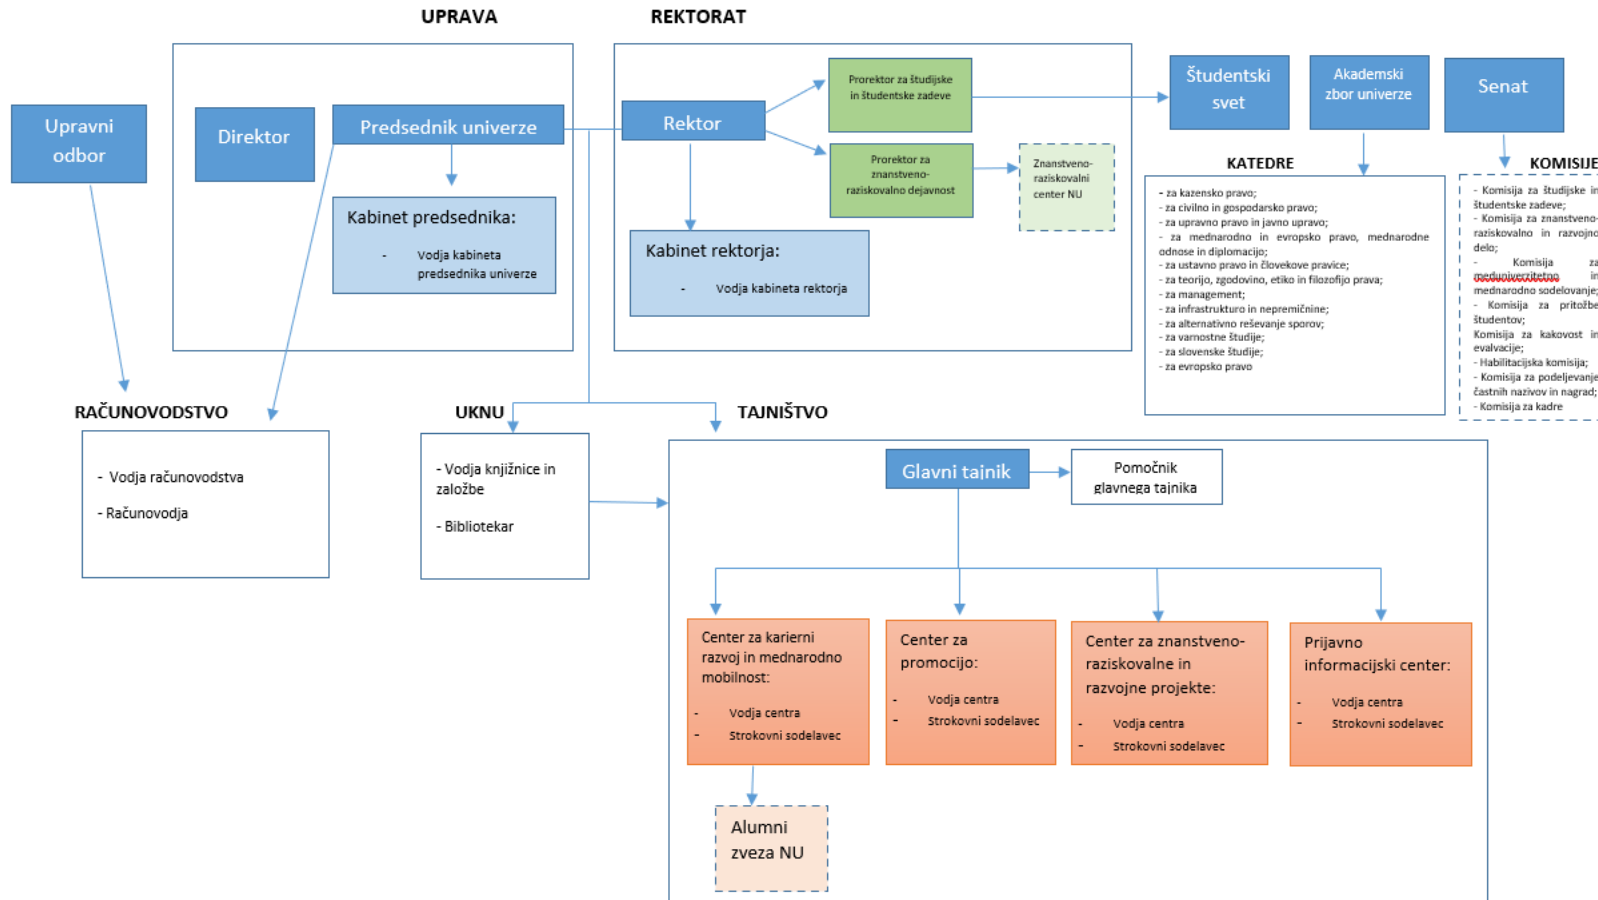 UPRAVA
REKTORAT
Upravni
odbor
Direktor
Predsednik univerze
Kabinet predsednika:
- Vodja kabineta
predsednika univerze
Rektor
Prorektor za študijske
in študentske zadeve
Prorektor za
znanstveno-
raziskovalno dejavnost
Znanstveno-
raziskovalni
center NU
Kabinet rektorja:
- Vodja kabineta rektorja
Študentski
svet
Akademski
zbor univerze
Senat
KATEDRE
- za kazensko pravo;
- za civilno in gospodarsko pravo;
- za upravno pravo in javno upravo;
- za mednarodno in evropsko pravo, mednarodne
odnose in diplomacijo;
- za ustavno pravo in človekove pravice;
- za teorijo, zgodovino, etiko in filozofijo prava;
- za management;
- za infrastrukturo in nepremičnine;
- za alternativno reševanje sporov;
- za varnostne študije;
- za slovenske študije;
- za evropsko pravo
KOMISIJE
- Komisija za študijske in
študentske zadeve;
- Komisija za znanstveno-
raziskovalno in razvojno
delo;
- Komisija za
meduniverzitetno in
mednarodno sodelovanje;
- Komisija za pritožbe
študentov;
Komisija za kakovost in
evalvacije;
- Habilitacijska komisija;
- Komisija za podeljevanje
častnih nazivov in nagrad;
- Komisija za kadre
RAČUNOVODSTVO
- Vodja računovodstva
- Računovodja
UKNU
- Vodja knjižnice in
založbe
- Bibliotekar
TAJNIŠTVO
Glavni tajnik
Pomočnik
glavnega tajnika
Center za karierni
razvoj in mednarodno
mobilnost:
- Vodja centra
- Strokovni sodelavec
Center za
promocijo:
- Vodja centra
- Strokovni sodelavec
Center za znanstveno-
raziskovalne in
razvojne projekte:
- Vodja centra
- Strokovni sodelavec
Prijavno
informacijski center:
- Vodja centra
- Strokovni sodelavec
Alumni
zveza NU